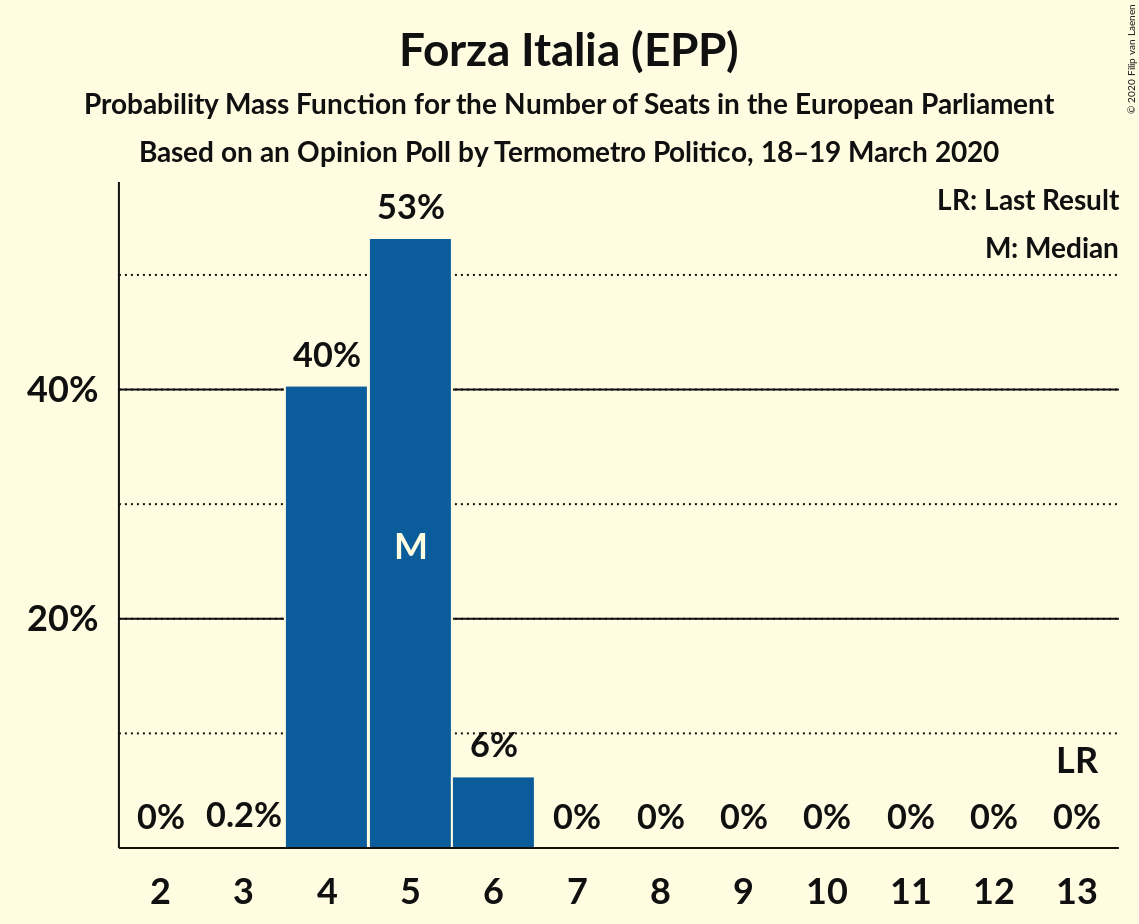 Forza Italia (EPP)
Probability Mass Function for the Number of Seats in the European Parliament
Based on an Opinion Poll by Termometro Politico, 18–19 March 2020
© 2020 Filip van Laenen
LR: Last Result
M: Median
53%
40%
40%
M
20%
6%
LR
0% 0.2% 0% 0% 0% 0% 0% 0% 0%
2 3 4 5 6 7 8 9 10 11 12 13